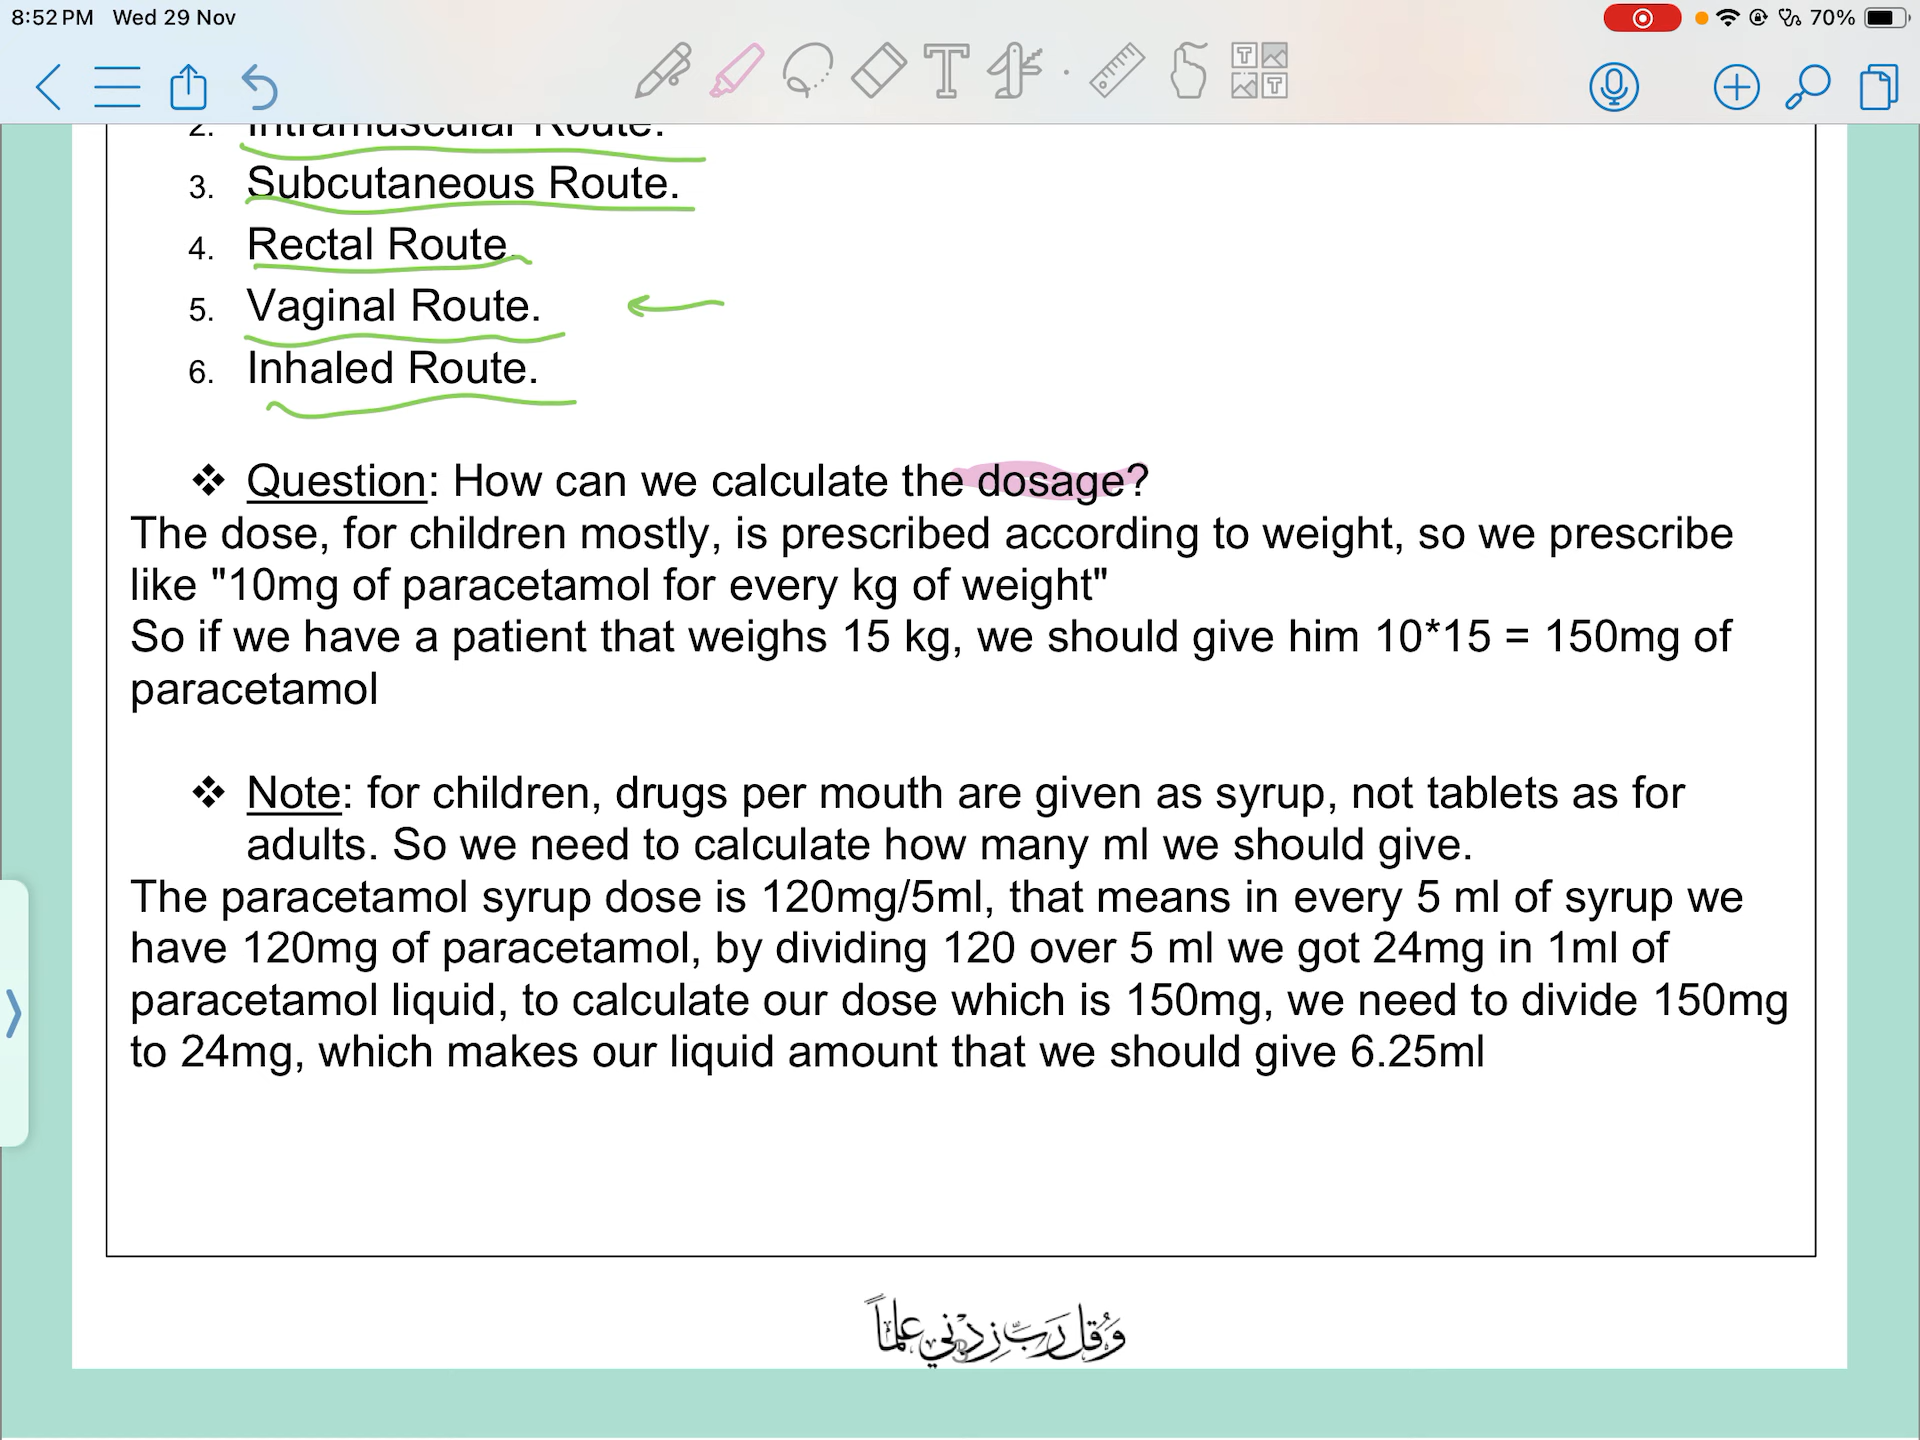 8:52 PM Wed 29 Nov
70%
2. Intramuscular Route.
3. Subcutaneous Route.
4. Rectal Route.
5. Vaginal Route.
6. Inhaled Route.
❖ Question: How can we calculate the dosage?
The dose, for children mostly, is prescribed according to weight, so we prescribe
like "10mg of paracetamol for every kg of weight"
So if we have a patient that weighs 15 kg, we should give him 10*15 = 150mg of
paracetamol
❖ Note: for children, drugs per mouth are given as syrup, not tablets as for
adults. So we need to calculate how many ml we should give.
The paracetamol syrup dose is 120mg/5ml, that means in every 5 ml of syrup we
have 120mg of paracetamol, by dividing 120 over 5 ml we got 24mg in 1ml of
paracetamol liquid, to calculate our dose which is 150mg, we need to divide 150mg
to 24mg, which makes our liquid amount that we should give 6.25ml
وَقُل رَبِّ زِدْنِي عِلْمًا